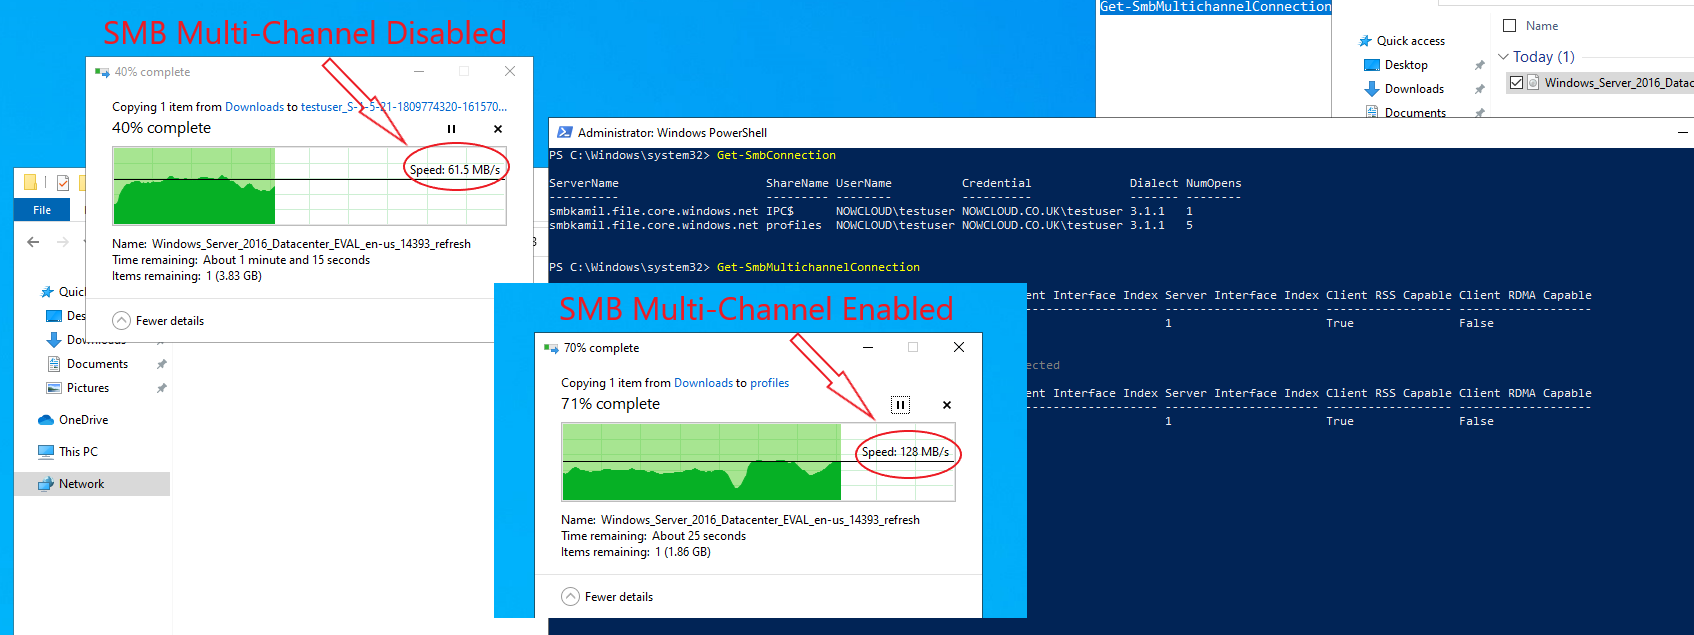 SMB Multi-Channel Disabled
40% complete
Copying 1 item from Downloads to testuser_S-1-5-21-1809774320-161570...
40% complete
Speed: 61.5 MB/s
Name: Windows_Server_2016_Datacenter_EVAL_en-us_14393_refresh
Time remaining: About 1 minute and 15 seconds
Items remaining: 1 (3.83 GB)
Fewer details
File
Quic
Des
Downloads
Documents
Pictures
OneDrive
This PC
Network
Get-SmbMultichannelConnection
Quick access
Desktop
Downloads
Documents
Name
Today (1)
Windows_Server_2016_Datac
Administrator: Windows PowerShell
PS C:\Windows\system32> Get-SmbConnection
ServerName ShareName UserName Credential Dialect NumOpens
---------- --------- -------- ---------- ------- --------
smbkamil.file.core.windows.net IPC$ NOWCLOUD\testuser NOWCLOUD.CO.UK\testuser 3.1.1 1
smbkamil.file.core.windows.net profiles NOWCLOUD\testuser NOWCLOUD.CO.UK\testuser 3.1.1 5
PS C:\Windows\system32> Get-SmbMultichannelConnection
ent Interface Index Server Interface Index Client RSS Capable Client RDMA Capable
1 True False
ected
ent Interface Index Server Interface Index Client RSS Capable Client RDMA Capable
1 True False
SMB Multi-Channel Enabled
70% complete
Copying 1 item from Downloads to profiles
71% complete
Speed: 128 MB/s
Name: Windows_Server_2016_Datacenter_EVAL_en-us_14393_refresh
Time remaining: About 25 seconds
Items remaining: 1 (1.86 GB)
Fewer details